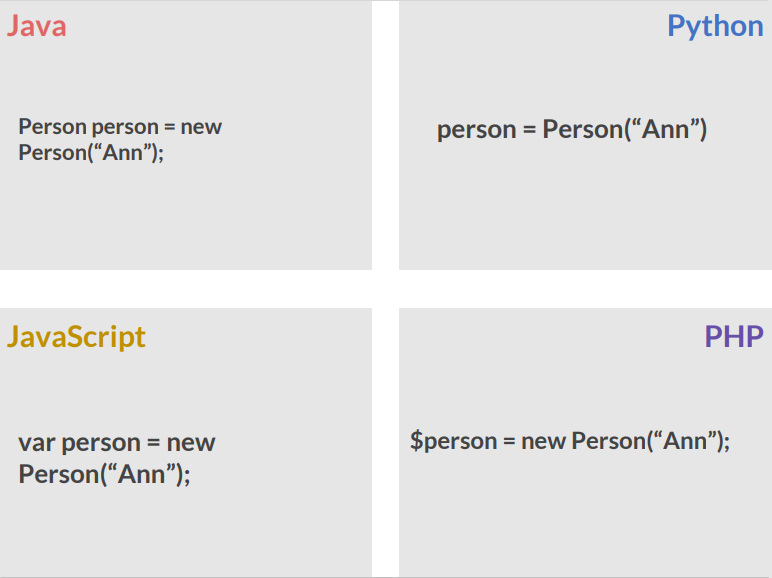 Java
Person person = new
Person(“Ann”);
Python
person = Person(“Ann”)
JavaScript
var person = new
Person(“Ann”);
PHP
$person = new Person(“Ann”);